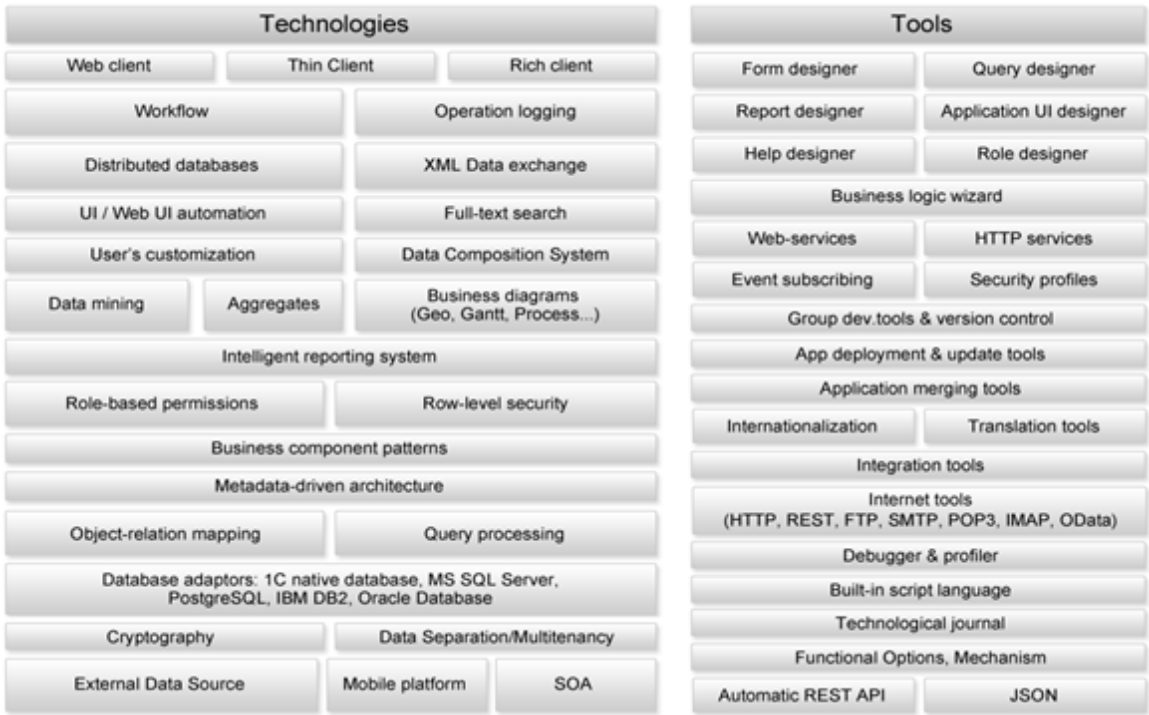 Technologies
Web client
Thin Client
Rich client
Workflow
Operation logging
Distributed databases
XML Data exchange
UI / Web UI automation
Full-text search
User's customization
Data Composition System
Data mining
Aggregates
Business diagrams
(Geo, Gantt, Process...)
Intelligent reporting system
Role-based permissions
Row-level security
Business component patterns
Metadata-driven architecture
Object-relation mapping
Query processing
Database adaptors: 1C native database, MS SQL Server,
PostgreSQL, IBM DB2, Oracle Database
Cryptography
Data Separation/Multitenancy
External Data Source
Mobile platform
SOA
Tools
Form designer
Query designer
Report designer
Application UI designer
Help designer
Role designer
Business logic wizard
Web-services
HTTP services
Event subscribing
Security profiles
Group dev.tools & version control
App deployment & update tools
Application merging tools
Internationalization
Translation tools
Integration tools
Internet tools
(HTTP, REST, FTP, SMTP, POP3, IMAP, OData)
Debugger & profiler
Built-in script language
Technological journal
Functional Options, Mechanism
Automatic REST API
JSON